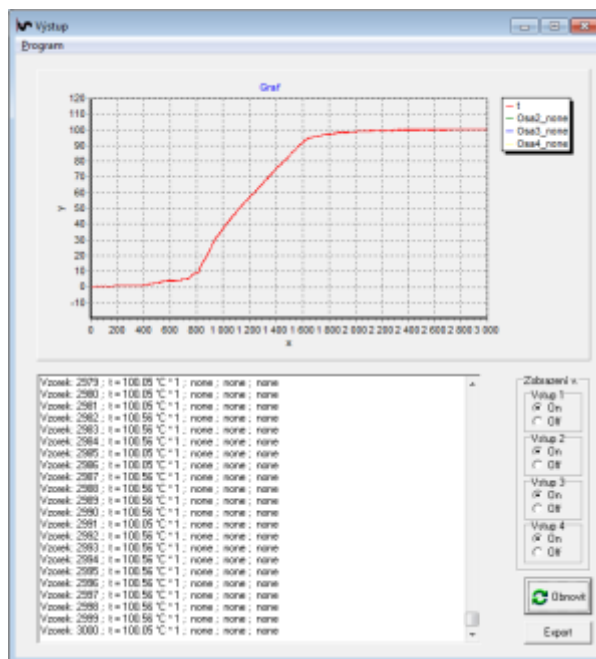 Výstup
Program
Graf
t
Osa2_none
Osa3_none
Osa4_none
120
110
100
90
80
70
60
50
40
30
20
10
0
-10
Y
0 200 400 600 800 1 000 1 200 1 400 1 600 1 800 2 000 2 200 2 400 2 600 2 800 3 000
X
Vzorek: 2979 ; t = 100.05 °C * 1 ; none ; none ; none
Vzorek: 2980 ; t = 100.05 °C * 1 ; none ; none ; none
Vzorek: 2981 ; t = 100.05 °C * 1 ; none ; none ; none
Vzorek: 2982 ; t = 100.56 °C * 1 ; none ; none ; none
Vzorek: 2983 ; t = 100.56 °C * 1 ; none ; none ; none
Vzorek: 2984 ; t = 100.56 °C * 1 ; none ; none ; none
Vzorek: 2985 ; t = 100.05 °C * 1 ; none ; none ; none
Vzorek: 2986 ; t = 100.05 °C * 1 ; none ; none ; none
Vzorek: 2987 ; t = 100.56 °C * 1 ; none ; none ; none
Vzorek: 2988 ; t = 100.56 °C * 1 ; none ; none ; none
Vzorek: 2989 ; t = 100.56 °C * 1 ; none ; none ; none
Vzorek: 2990 ; t = 100.56 °C * 1 ; none ; none ; none
Vzorek: 2991 ; t = 100.05 °C * 1 ; none ; none ; none
Vzorek: 2992 ; t = 100.56 °C * 1 ; none ; none ; none
Vzorek: 2993 ; t = 100.56 °C * 1 ; none ; none ; none
Vzorek: 2994 ; t = 100.56 °C * 1 ; none ; none ; none
Vzorek: 2995 ; t = 100.56 °C * 1 ; none ; none ; none
Vzorek: 2996 ; t = 100.56 °C * 1 ; none ; none ; none
Vzorek: 2997 ; t = 100.56 °C * 1 ; none ; none ; none
Vzorek: 2998 ; t = 100.56 °C * 1 ; none ; none ; none
Vzorek: 2999 ; t = 100.56 °C * 1 ; none ; none ; none
Vzorek: 3000 ; t = 100.05 °C * 1 ; none ; none ; none
Zobrazení v.
Vstup 1
On
Off
Vstup 2
On
Off
Vstup 3
On
Off
Vstup 4
On
Off
Obnovit
Export